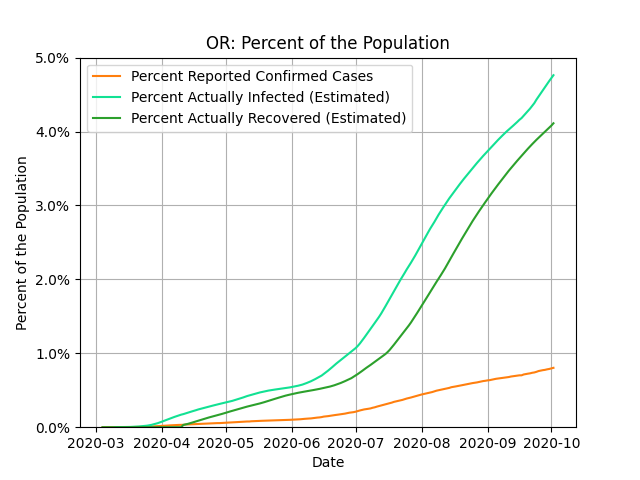 OR: Percent of the Population
5.0%
4.0%
3.0%
2.0%
1.0%
0.0%
Percent of the Population
Percent Reported Confirmed Cases
Percent Actually Infected (Estimated)
Percent Actually Recovered (Estimated)
2020-03 2020-04 2020-05 2020-06 2020-07 2020-08 2020-09 2020-10
Date